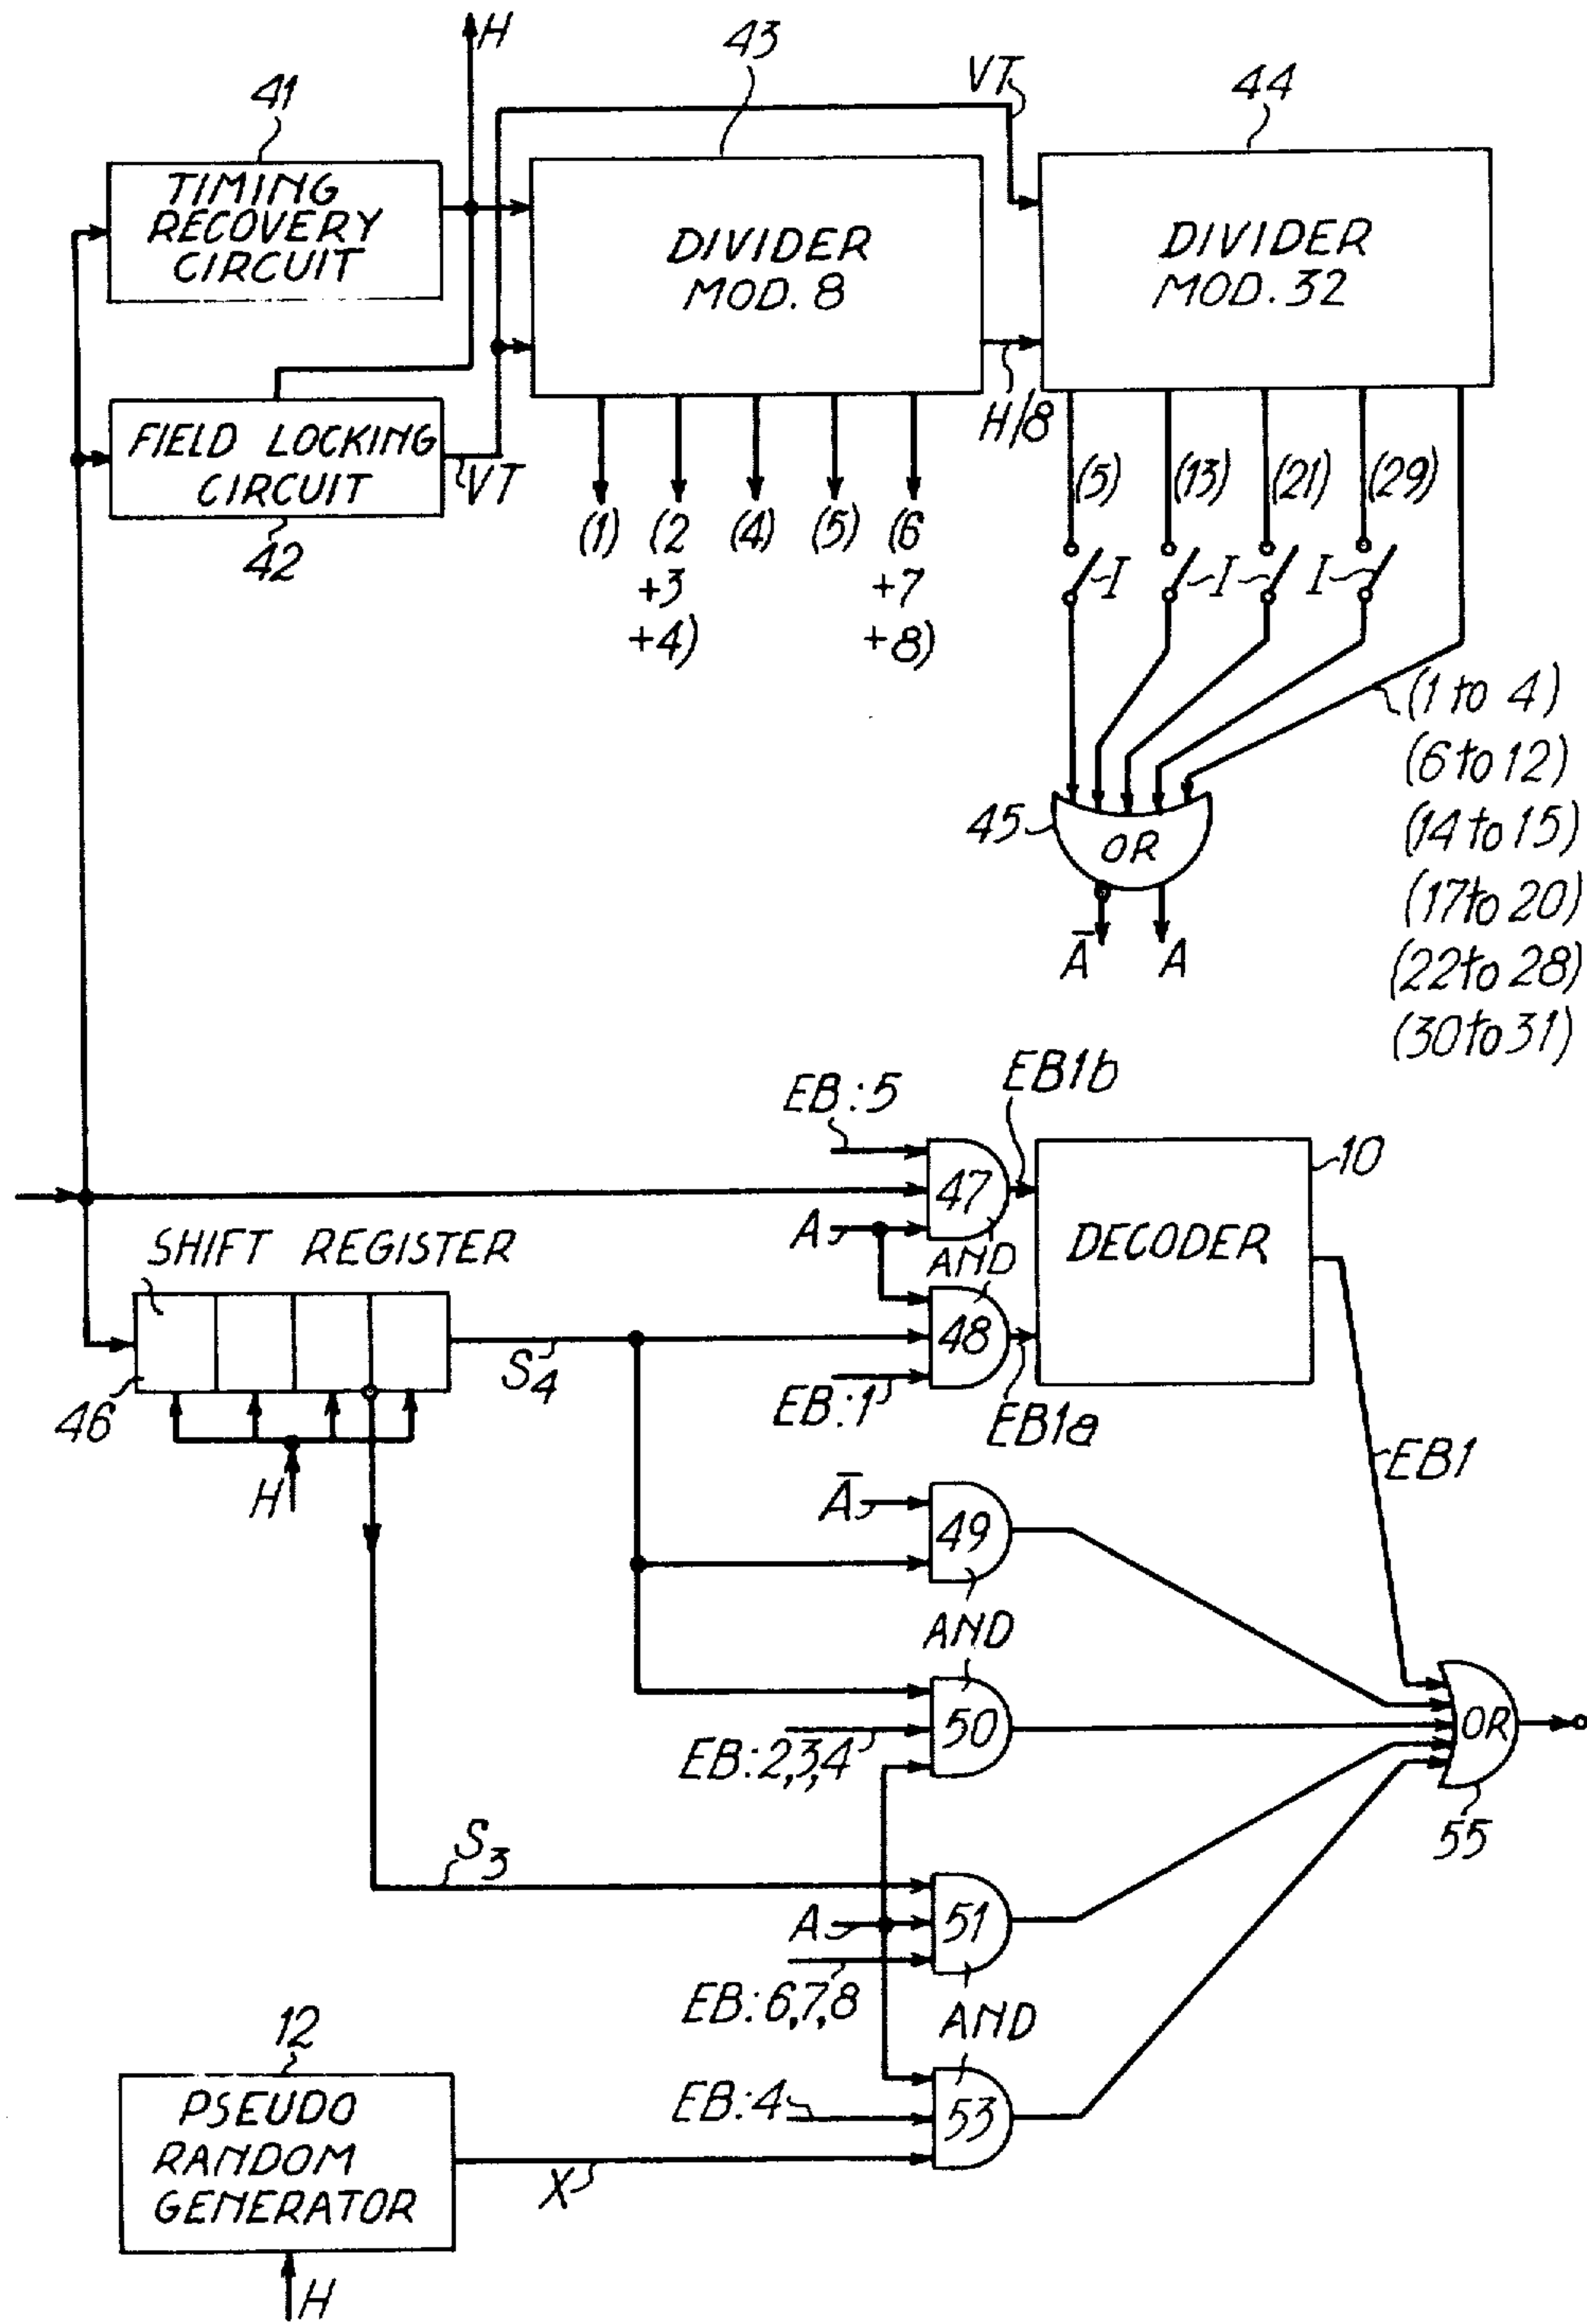 H
43
VT
44
41
TIMING
RECOVERY
CIRCUIT
DIVIDER
MOD. 8
DIVIDER
MOD. 32
H/8
FIELD LOCKING
CIRCUIT
VT
42
(1)
(2
+3
+4)
(4)
(5)
(6
+7
+8)
(5)
(13)
(21)
(29)
I
I
I
(1 to 4)
(6 to 12)
(14 to 15)
(17 to 20)
(22 to 28)
(30 to 31)
45
OR
Ā
A
EB:5
EB1b
47
10
A
AND
DECODER
SHIFT REGISTER
48
S4
46
EB:1
EB1a
H
EB1
Ā
49
AND
50
EB:2,3,4
OR
55
S3
A
51
EB:6,7,8
AND
12
PSEUDO
RANDOM
GENERATOR
EB:4
53
X
H